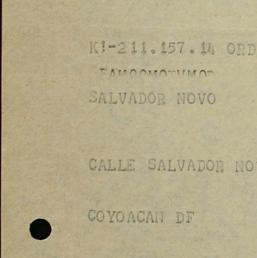 K!-211.157.14 ORD
SALVADOR NOVO
CALLE SALVADOR NO
COYOACAN DF